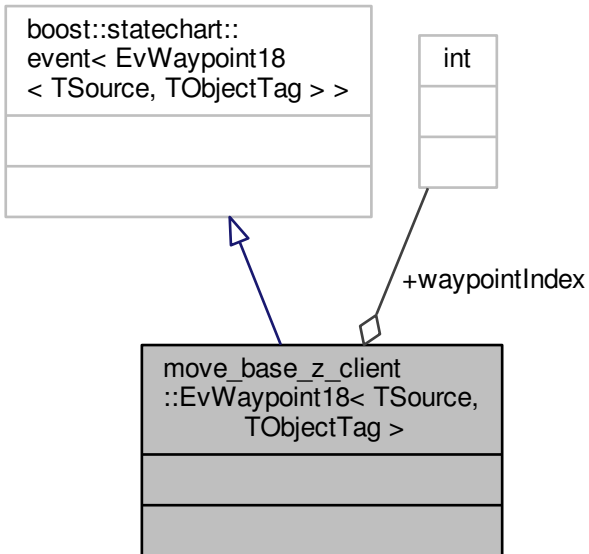 boost::statechart::
event< EvWaypoint18
< TSource, TObjectTag > >
int
+waypointIndex
move_base_z_client
::EvWaypoint18< TSource,
TObjectTag >